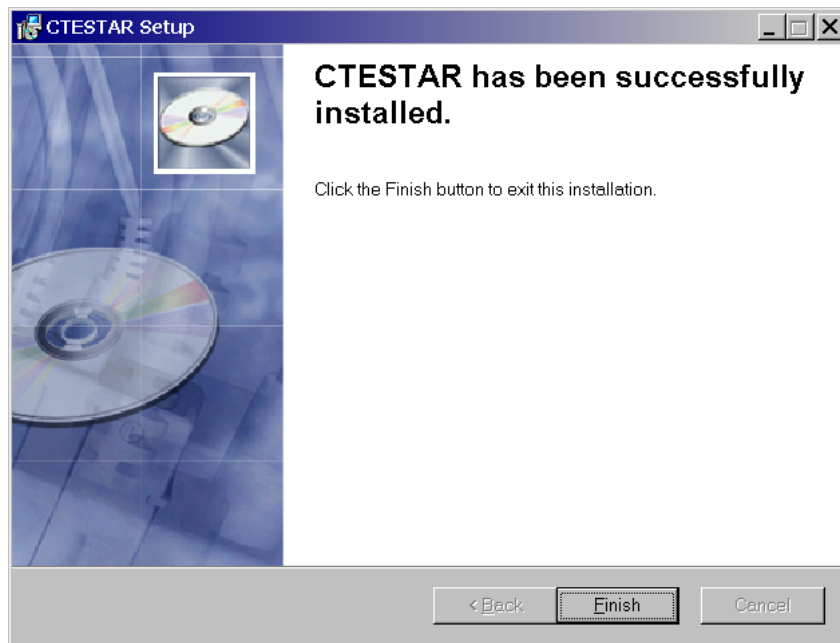 CTESTAR Setup
CTESTAR has been successfully
installed.
Click the Finish button to exit this installation.
< Back
Finish
Cancel